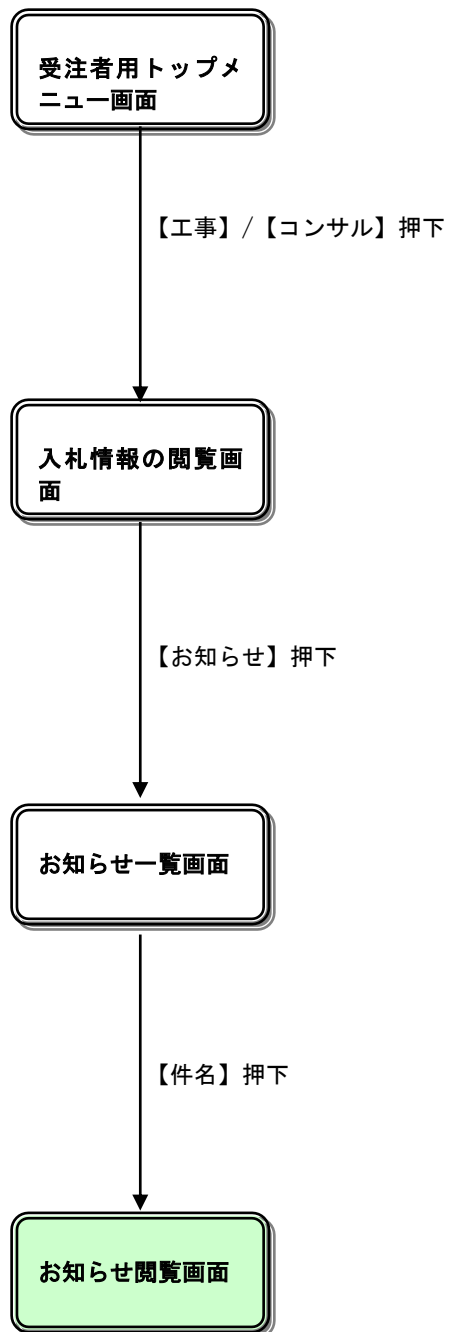 受注者用トップメ
ニュー画面
【工事】/【コンサル】押下
入札情報の閲覧画
面
【お知らせ】押下
お知らせ一覧画面
【件名】押下
お知らせ閲覧画面